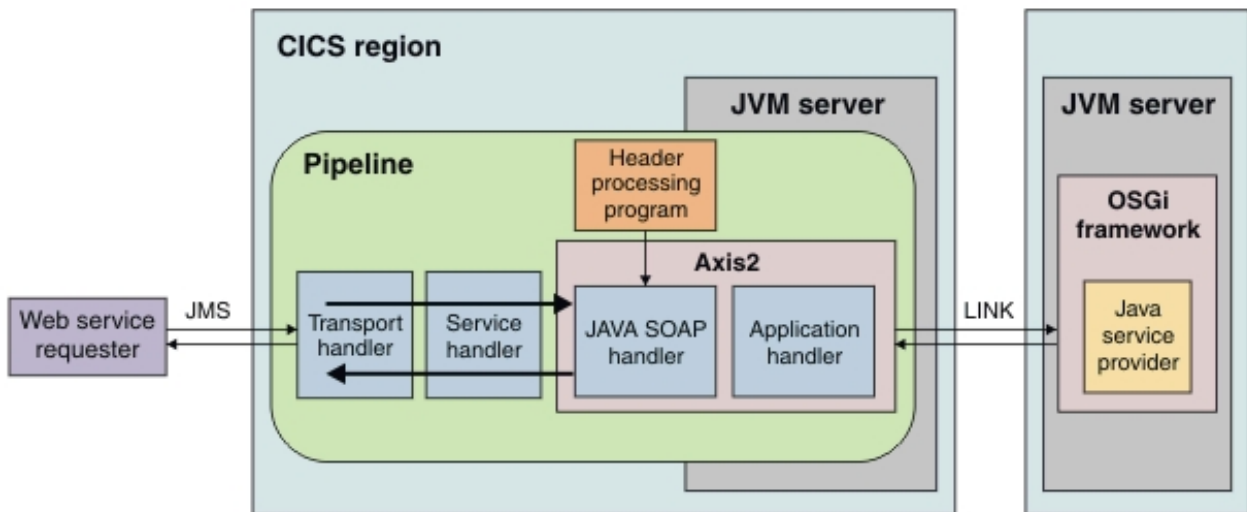 CICS region
JVM server
JVM server
Pipeline
Header
processing
program
OSGi
framework
Axis2
Web service
requester
JMS
Transport
handler
Service
handler
JAVA SOAP
handler
Application
handler
LINK
Java
service
provider